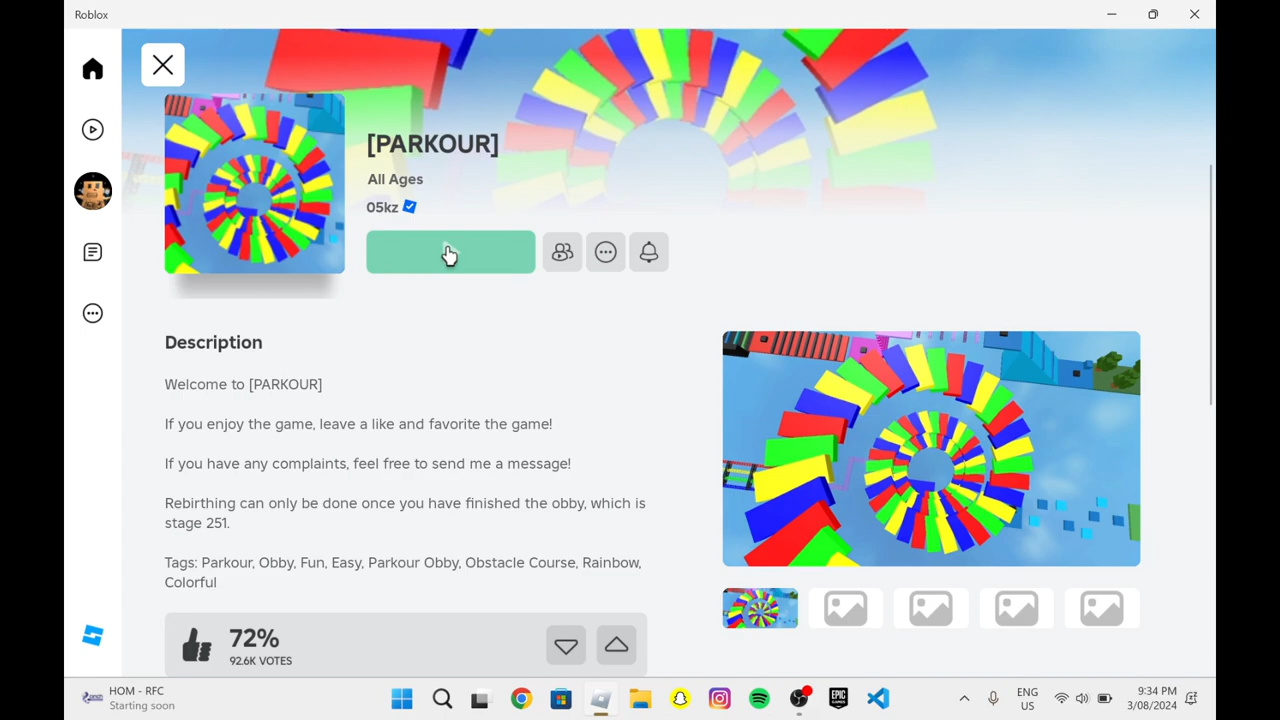 Roblox
[PARKOUR]
All Ages
05kz
Description
Welcome to [PARKOUR]
If you enjoy the game, leave a like and favorite the game!
If you have any complaints, feel free to send me a message!
Rebirthing can only be done once you have finished the obby, which is
stage 251.
Tags: Parkour, Obby, Fun, Easy, Parkour Obby, Obstacle Course, Rainbow,
Colorful
72%
92.6K VOTES
HOM - RFC
Starting soon
EPIC
GAMES
ENG
US
9:34 PM
3/08/2024